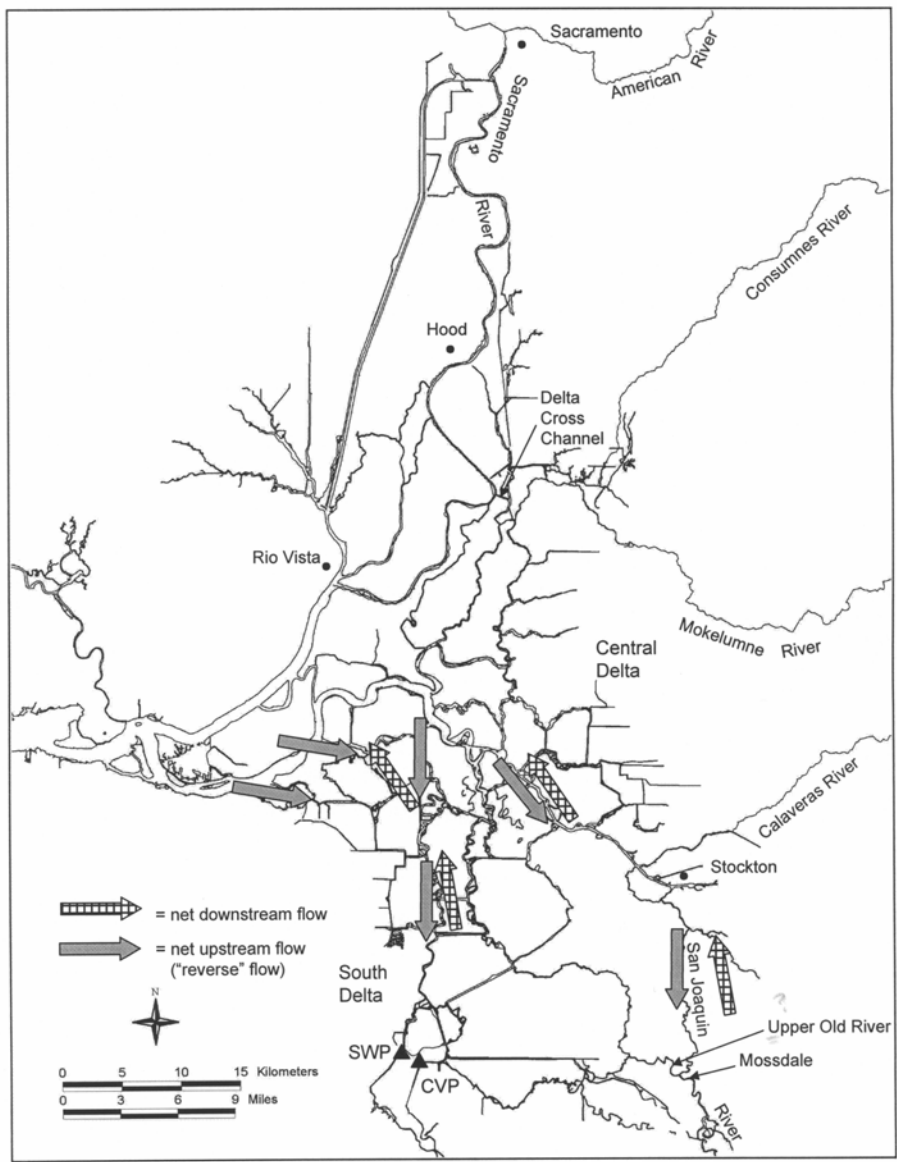 Sacramento
American River
Sacramento
River
Consumnes River
Hood
Delta
Cross
Channel
Rio Vista
Mokelumne River
Central
Delta
Calaveras River
Stockton
= net downstream flow
= net upstream flow
("reverse" flow)
South
Delta
San Joaquin
N
Upper Old River
SWP
Mossdale
CVP
0 5 10 15 Kilometers
0 3 6 9 Miles
River